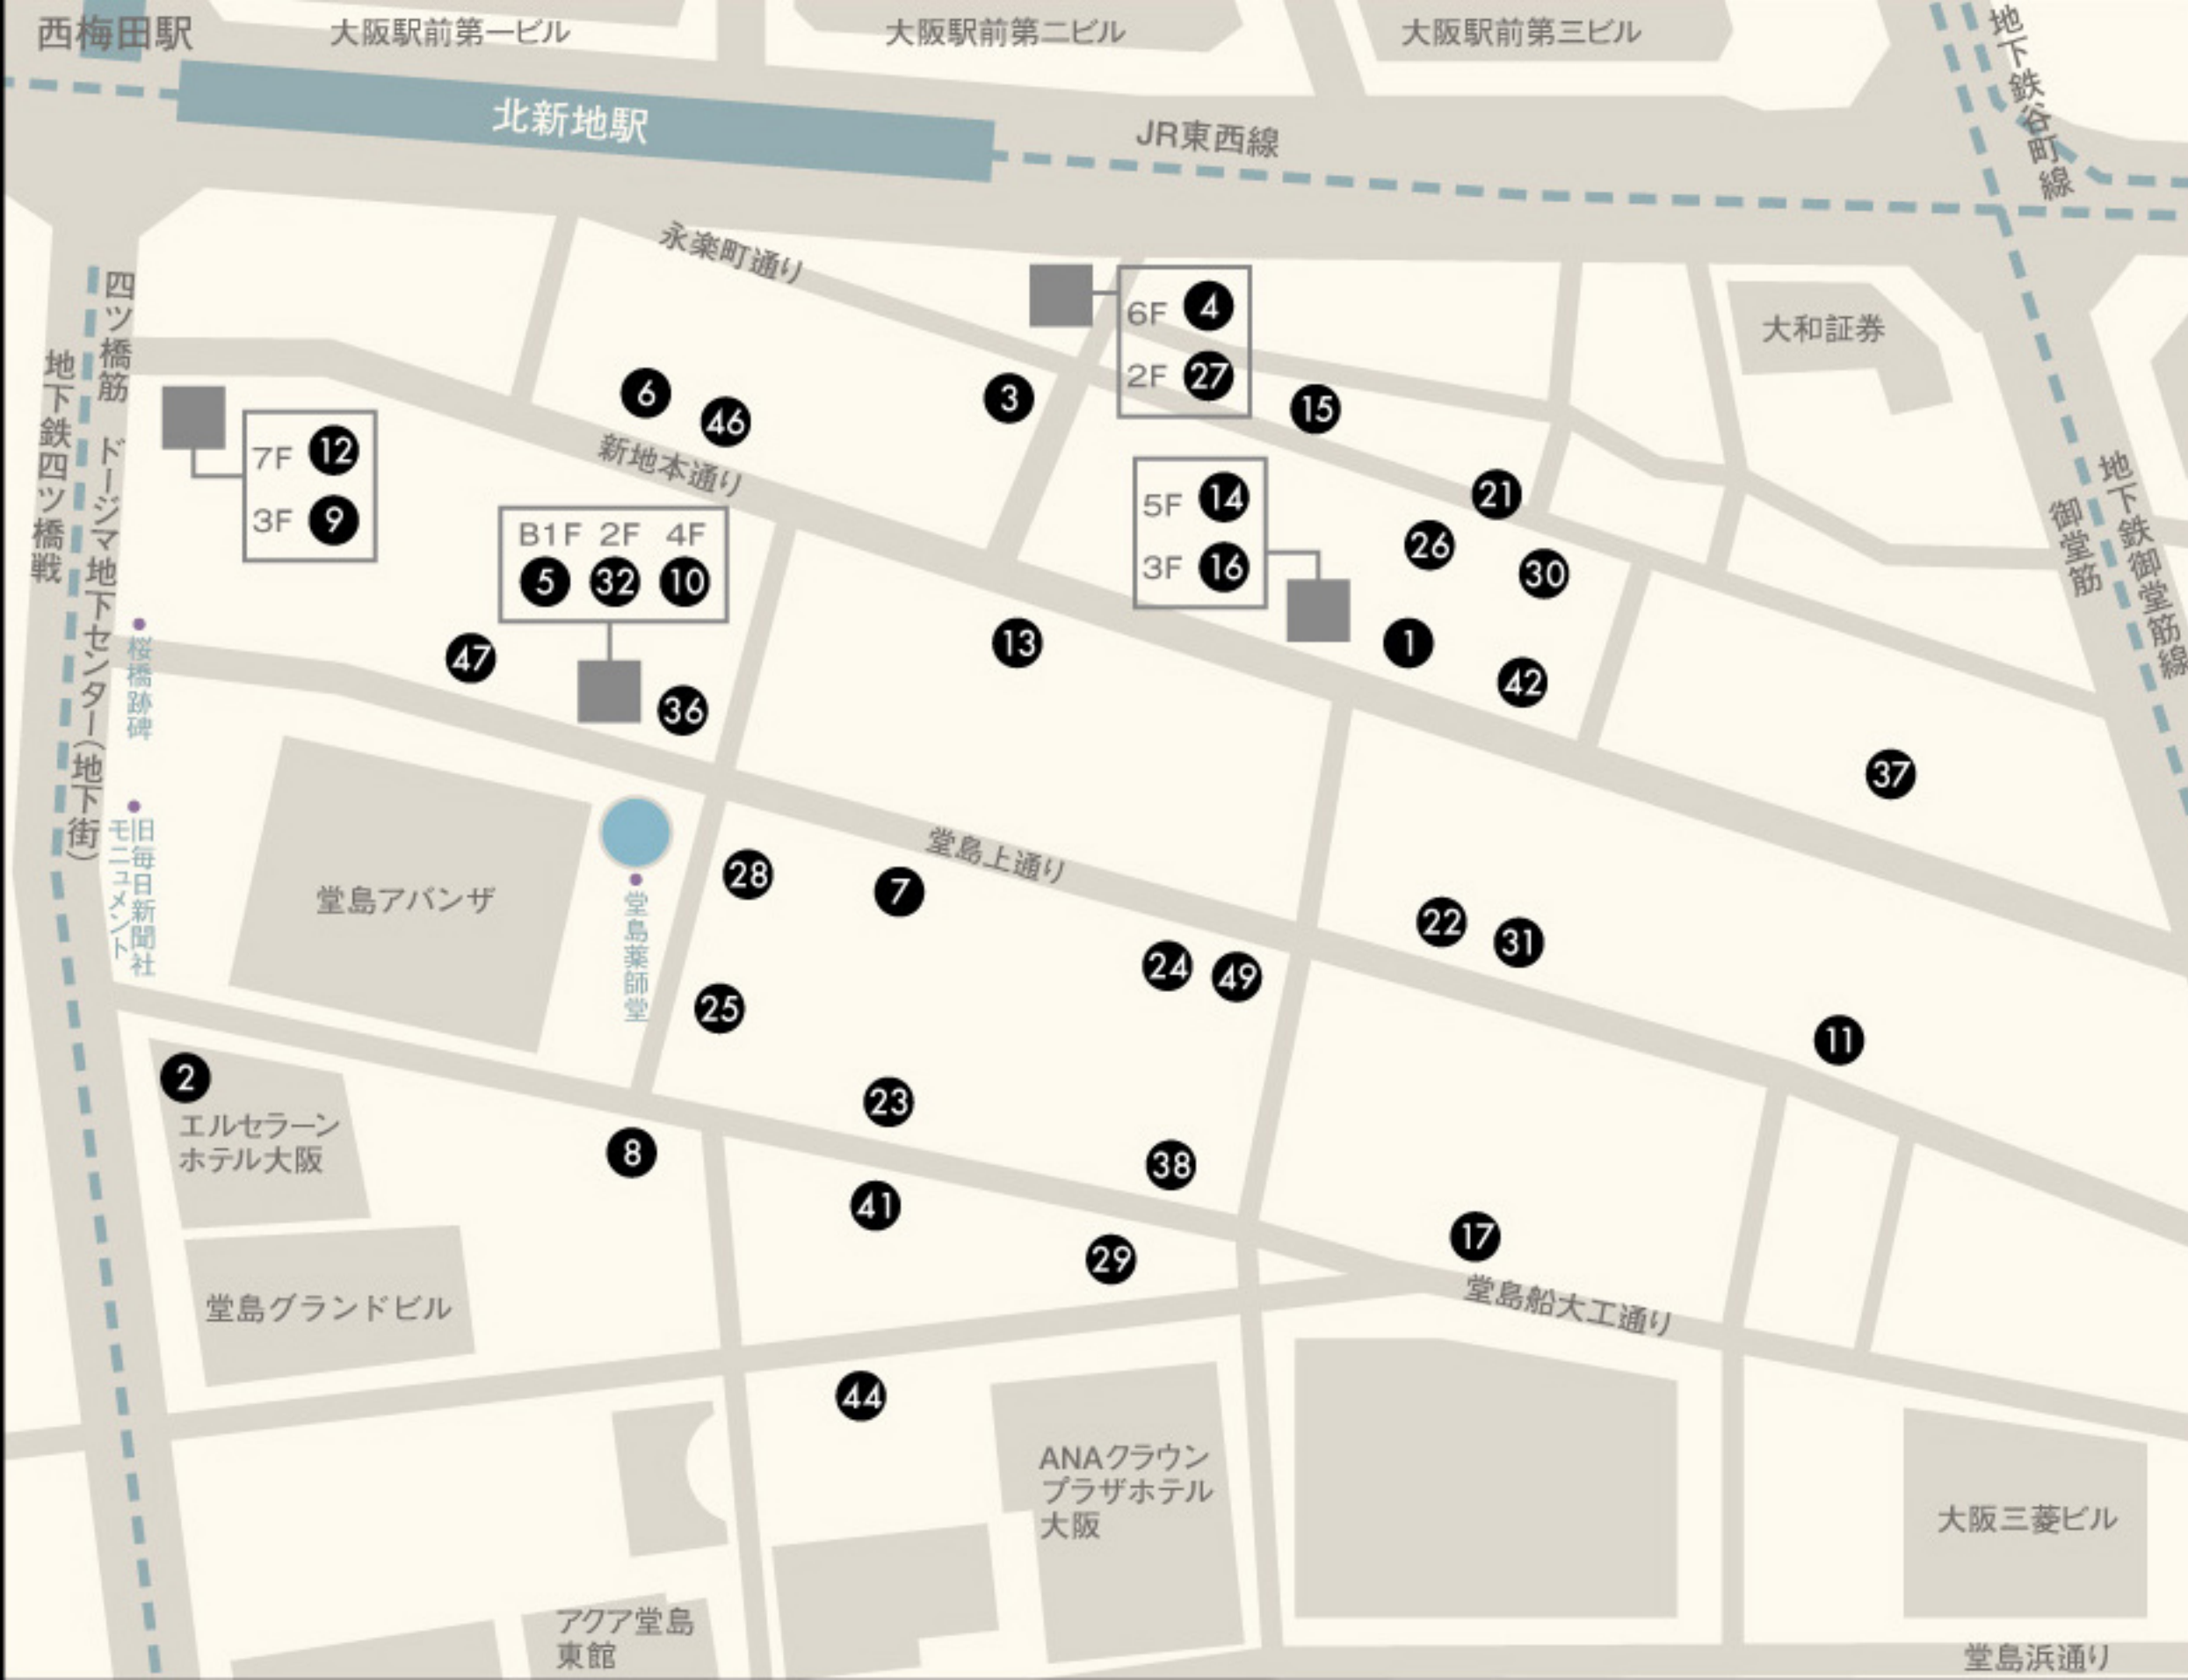 西梅田駅
大阪駅前第一ビル
大阪駅前第二ビル
大阪駅前第三ビル
地下鉄谷町線
北新地駅
JR東西線
永楽町通り
四ツ橋筋
ドージマ地下センター(地下街)
地下鉄四ツ橋戦
6F 4
2F 27
大和証券
6
46
3
15
新地本通り
7F 12
3F 9
5F 14
3F 16
21
26
30
地下鉄御堂筋線
御堂筋
B1F 2F 4F
5 32 10
桜橋跡碑
47
36
13
1
42
37
旧毎日新聞社
モニュメント
堂島アバンザ
堂島薬師堂
28
7
堂島上通り
22
31
24
49
25
11
2
エルセラーン
ホテル大阪
23
8
38
41
29
17
堂島グランドビル
堂島船大工通り
44
ANAクラウン
プラザホテル
大阪
大阪三菱ビル
アクア堂島
東館
堂島浜通り